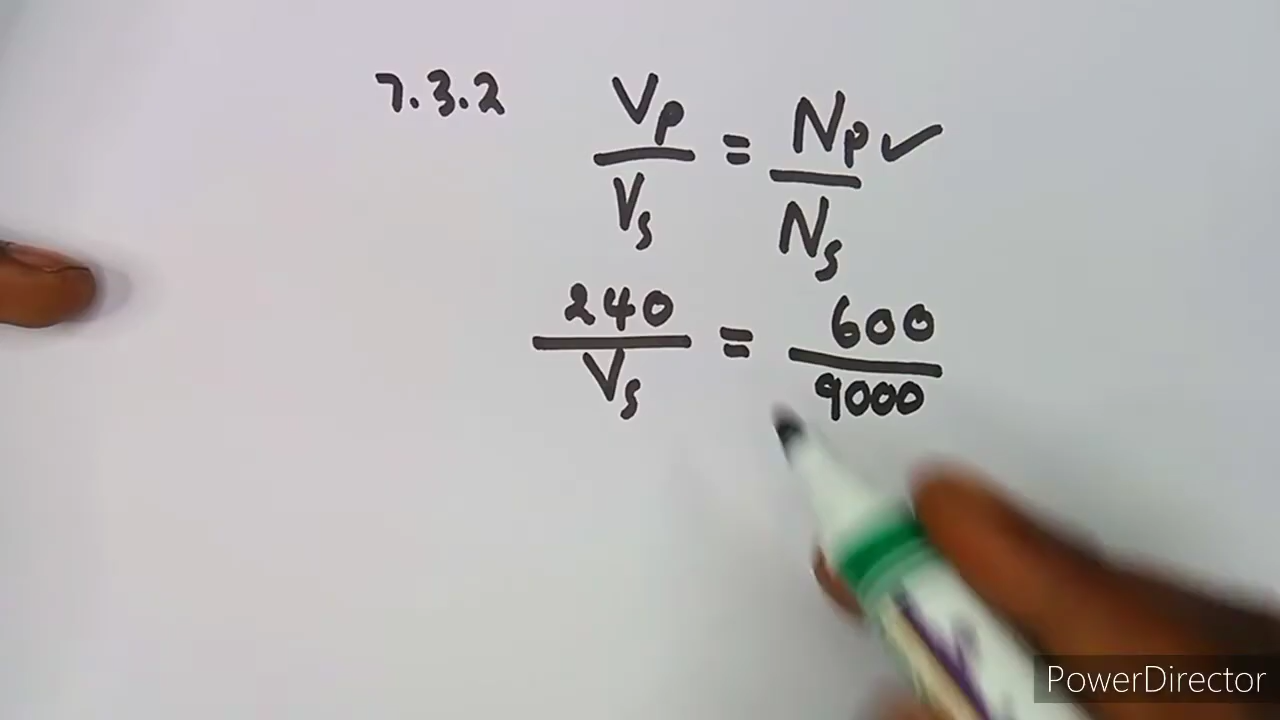 7.3.2 Vp/Vs = Np/Ns ✓
240/Vs = 600/9000
PowerDirector